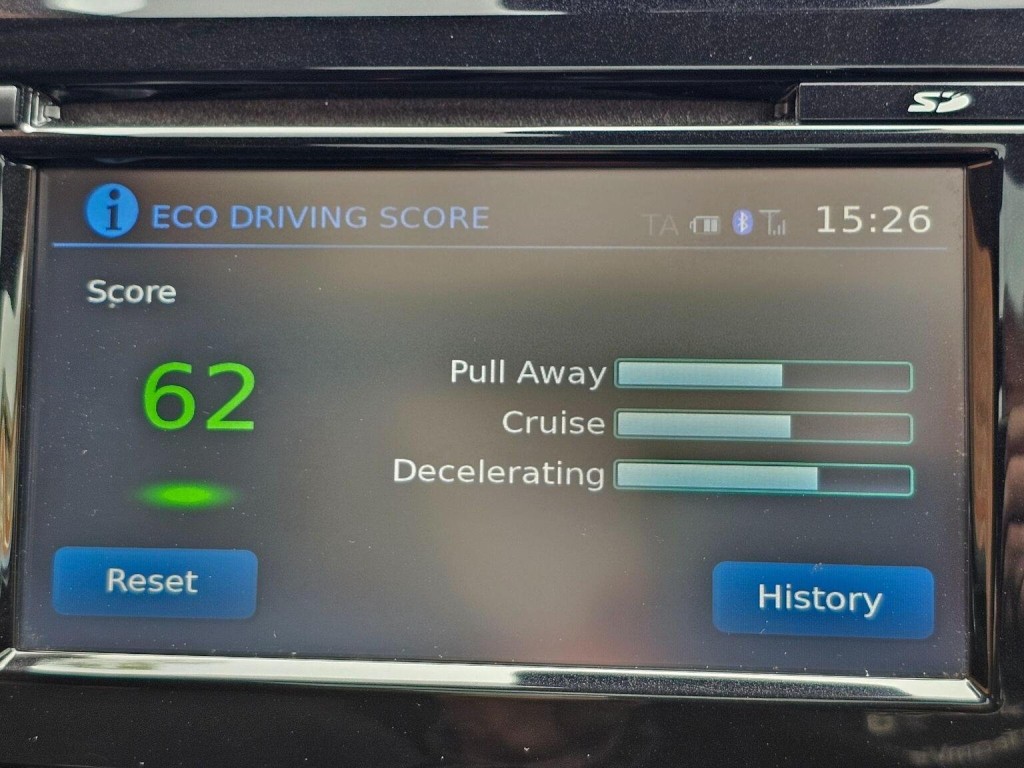 SD
ECO DRIVING SCORE TA 15:26
Score
62
Pull Away
Cruise
Decelerating
Reset
History